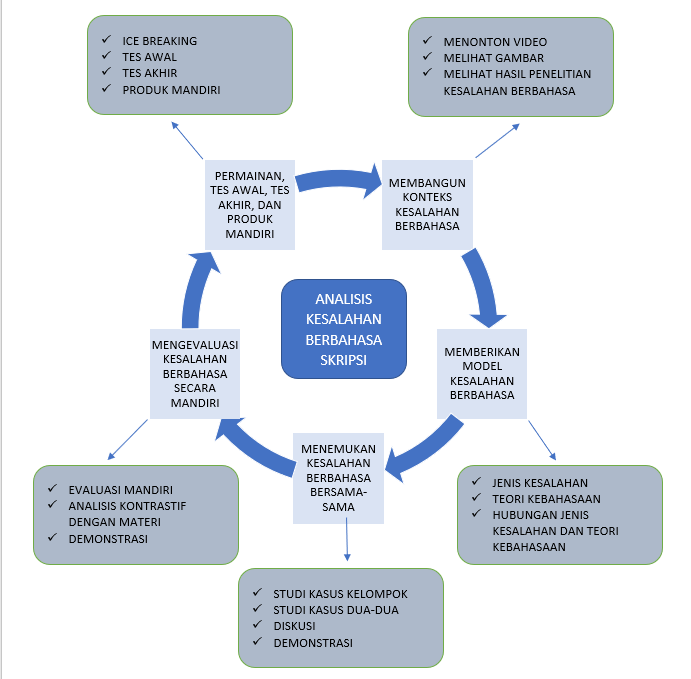 ICE BREAKING
TES AWAL
TES AKHIR
PRODUK MANDIRI
MENONTON VIDEO
MELIHAT GAMBAR
MELIHAT HASIL PENELITIAN
KESALAHAN BERBAHASA
PERMAINAN,
TES AWAL, TES
AKHIR, DAN
PRODUK
MANDIRI
MEMBANGUN
KONTEKS
KESALAHAN
BERBAHASA
ANALISIS
KESALAHAN
BERBAHASA
SKRIPSI
MENGEVALUASI
KESALAHAN
BERBAHASA
SECARA
MANDIRI
MEMBERIKAN
MODEL
KESALAHAN
BERBAHASA
MENEMUKAN
KESALAHAN
BERBAHASA
BERSAMA-
SAMA
EVALUASI MANDIRI
ANALISIS KONTRASTIF
DENGAN MATERI
DEMONSTRASI
JENIS KESALAHAN
TEORI KEBAHASAAN
HUBUNGAN JENIS
KESALAHAN DAN TEORI
KEBAHASAAN
STUDI KASUS KELOMPOK
STUDI KASUS DUA-DUA
DISKUSI
DEMONSTRASI